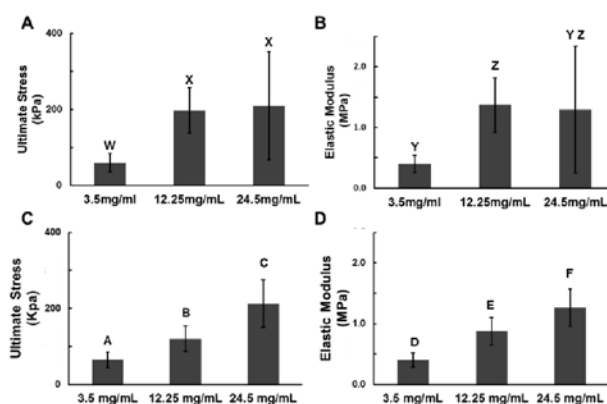 A
Ultimate Stress
(kPa)
400
200
0
W
X
X
3.5mg/ml
12.25mg/mL
24.5mg/mL
B
Elastic Modulus
(MPa)
2.0
1.0
0.0
Y
Z
Y Z
3.5mg/ml
12.25mg/mL
24.5mg/mL
C
Ultimate Stress
(Kpa)
400
200
0
A
B
C
3.5 mg/mL
12.25 mg/mL
24.5 mg/mL
D
Elastic Modulus
(MPa)
2.0
1.0
0.0
D
E
F
3.5 mg/mL
12.25 mg/mL
24.5 mg/mL